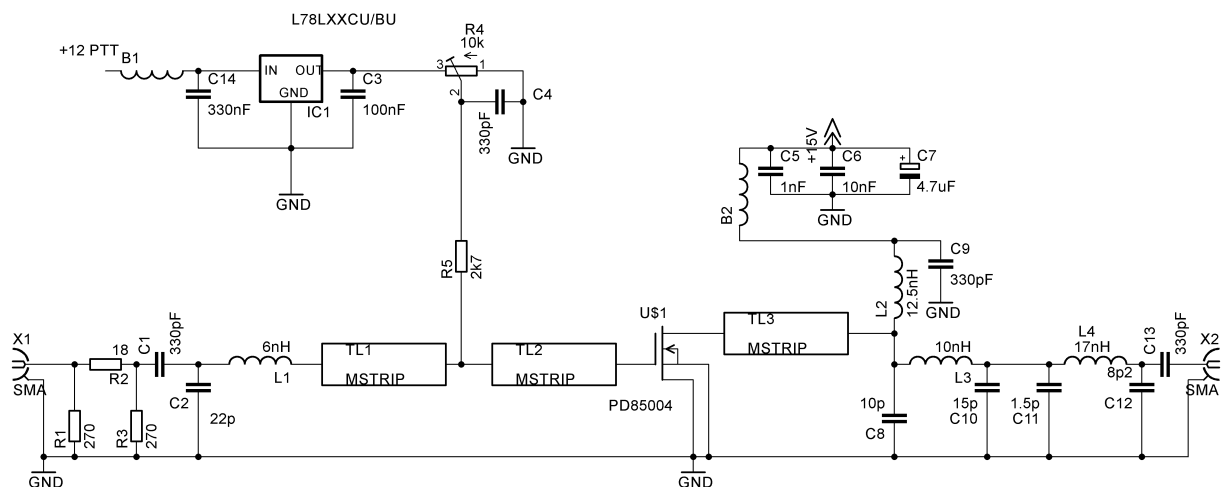 L78LXXCU/BU
R4
10k
+12 PTT
B1
3
1
IN
OUT
C14
C3
GND
330nF
IC1
100nF
2
C4
330pF
GND
GND
+15V
C5
C6
+
C7
1nF
10nF
4.7uF
B2
GND
R5
2k7
C9
330pF
L2
12.5nH
GND
U$1
TL3
MSTRIP
X1
C1
330pF
6nH
TL1
TL2
L4
C13
330pF
X2
18
10nH
17nH
SMA
R2
L1
MSTRIP
MSTRIP
L3
8p2
SMA
C2
PD85004
10p
15p
1.5p
C12
22p
C8
C10
C11
R1
270
R3
270
GND
GND